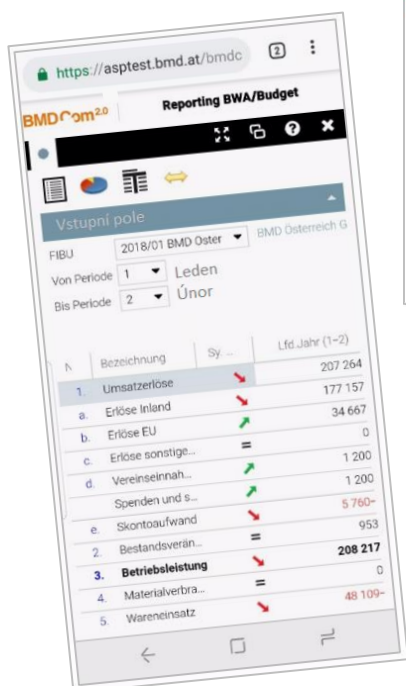 https://asptest.bmd.at/bmdc 2
BMDCom2.0 Reporting BWA/Budget
Vstupní pole
FIBU 2018/01 BMD Öster BMD Österreich G
Von Periode 1 Leden
Bis Periode 2 Únor
N Bezeichnung Sy. ... Lfd.Jahr (1-2)
1. Umsatzerlöse 207 264
a. Erlöse Inland 177 157
b. Erlöse EU 34 667
c. Erlöse sonstige... = 0
d. Vereinseinnah... 1 200
Spenden und s... 1 200
e. Skontoaufwand 5 760-
2. Bestandsverän... = 953
3. Betriebsleistung 208 217
4. Materialverbra... = 0
5. Wareneinsatz 48 109-